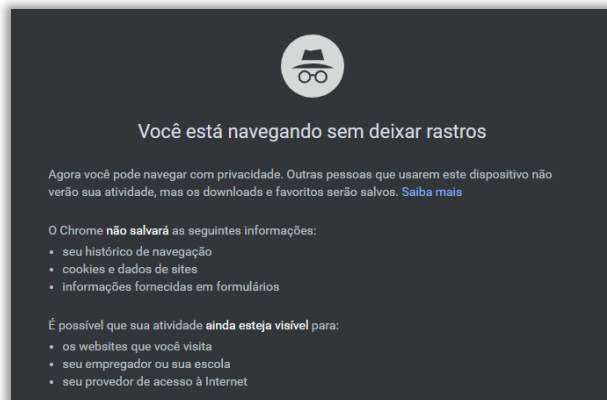 Você está navegando sem deixar rastros
Agora você pode navegar com privacidade. Outras pessoas que usarem este dispositivo não
verão sua atividade, mas os downloads e favoritos serão salvos. Saiba mais
O Chrome não salvará as seguintes informações:
• seu histórico de navegação
• cookies e dados de sites
• informações fornecidas em formulários
É possível que sua atividade ainda esteja visível para:
• os websites que você visita
• seu empregador ou sua escola
• seu provedor de acesso à Internet